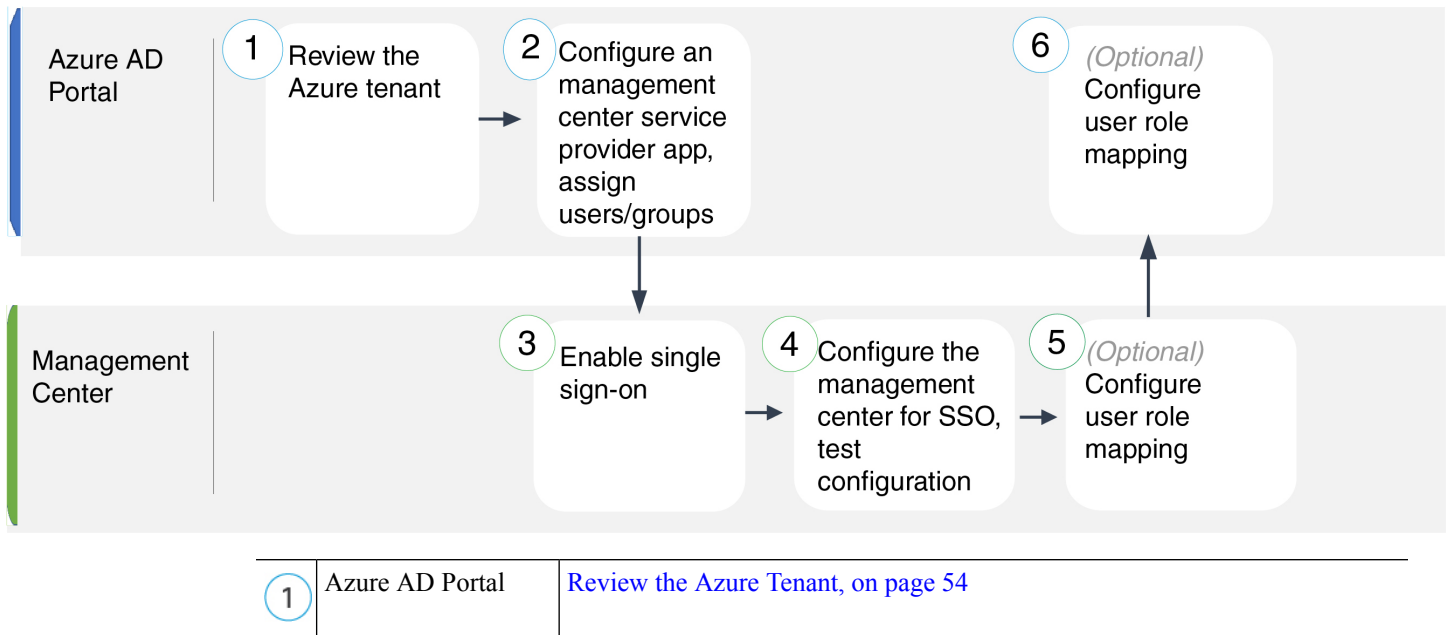 Azure AD
Portal
1
Review the
Azure tenant
2
Configure an
management
center service
provider app,
assign
users/groups
6
(Optional)
Configure
user role
mapping
Management
Center
3
Enable single
sign-on
4
Configure the
management
center for SSO,
test
configuration
5
(Optional)
Configure
user role
mapping
1
Azure AD Portal
Review the Azure Tenant, on page 54